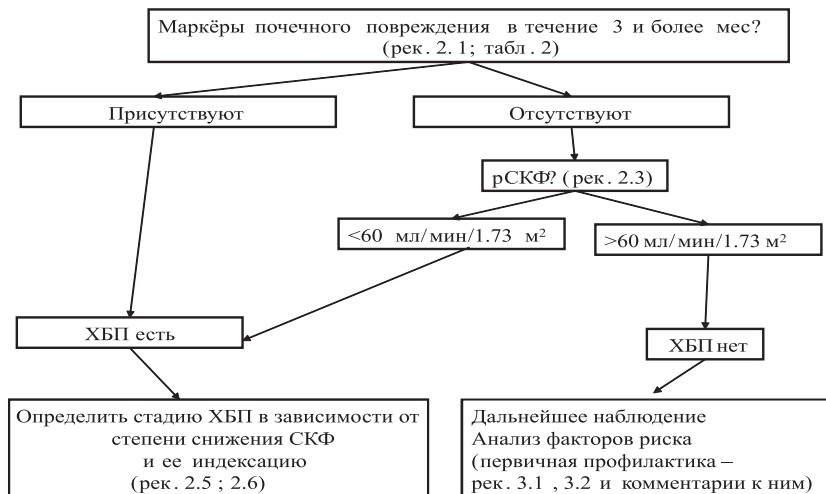 Маркёры почечного повреждения в течение 3 и более мес?
(рек. 2. 1; табл. 2)
Присутствуют
Отсутствуют
рСКФ? (рек. 2.3)
<60 мл/мин/1.73 м²
>60 мл/мин/1.73 м²
ХБП есть
ХБП нет
Определить стадию ХБП в зависимости от
степени снижения СКФ
и ее индексацию
(рек. 2.5 ; 2.6)
Дальнейшее наблюдение
Анализ факторов риска
(первичная профилактика –
рек. 3.1 , 3.2 и комментарии к ним)